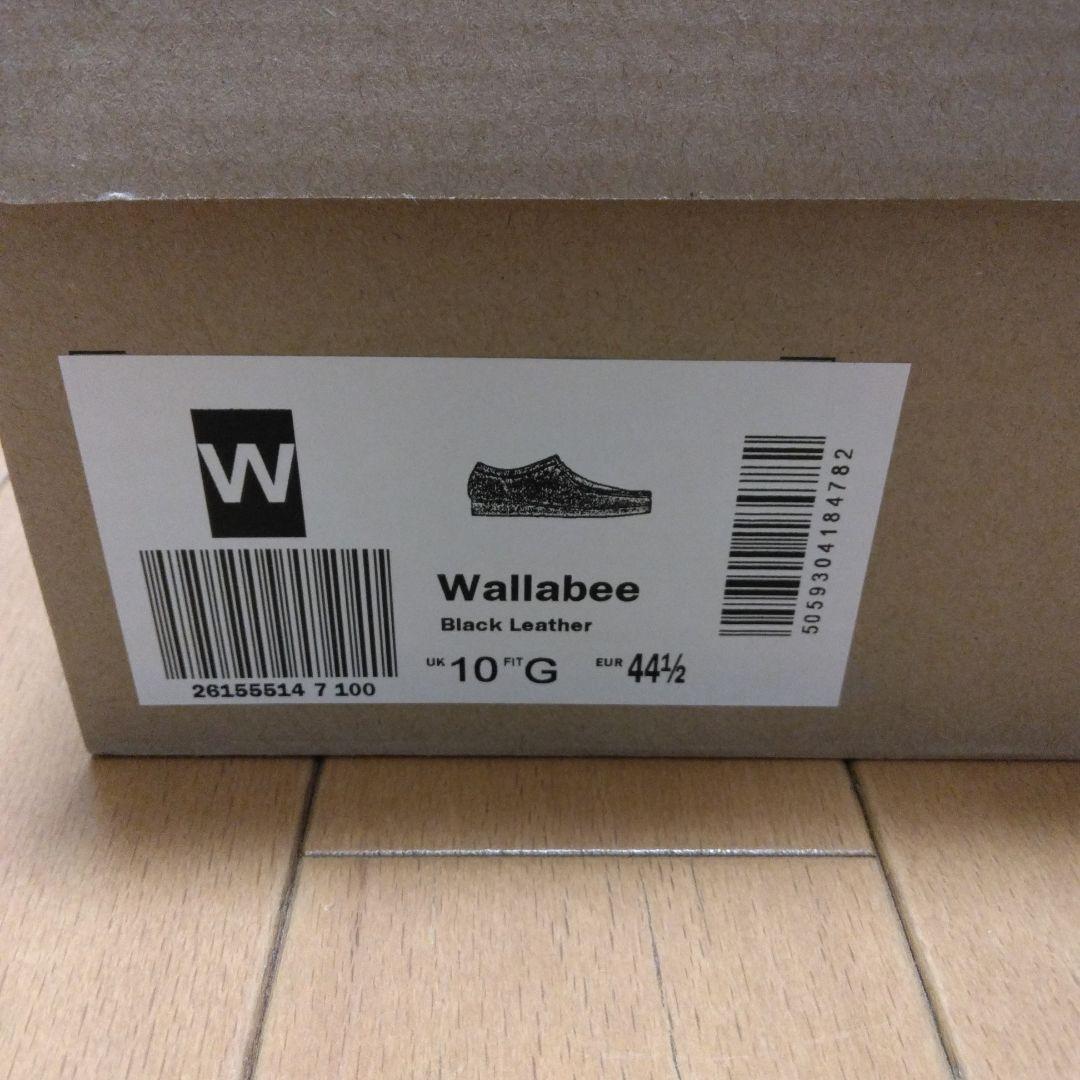 W
26155514 7 100
Wallabee
Black Leather
UK 10 FIT G EUR 44½
5059304184782